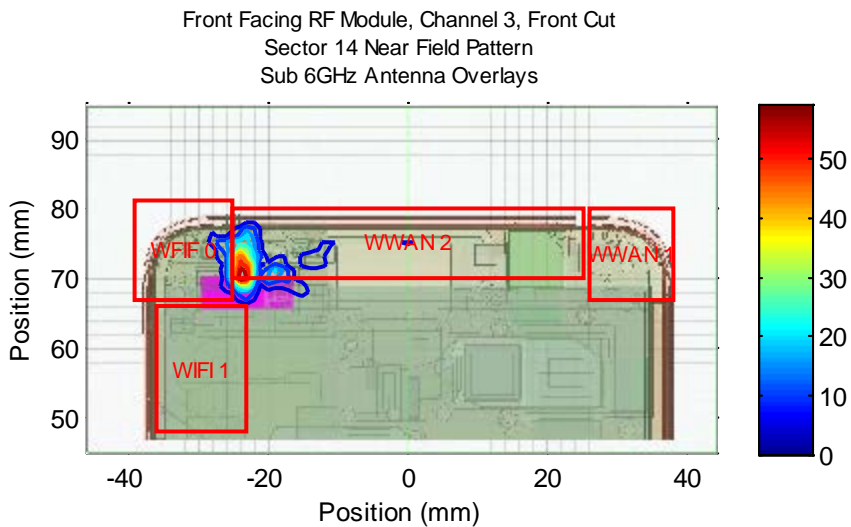 Front Facing RF Module, Channel 3, Front Cut
Sector 14 Near Field Pattern
Sub 6GHz Antenna Overlays
90
80
70
60
50
Position (mm)
WFIF 0
WWAN 2
WWAN 1
WIFI 1
-40
-20
0
20
40
Position (mm)
50
40
30
20
10
0